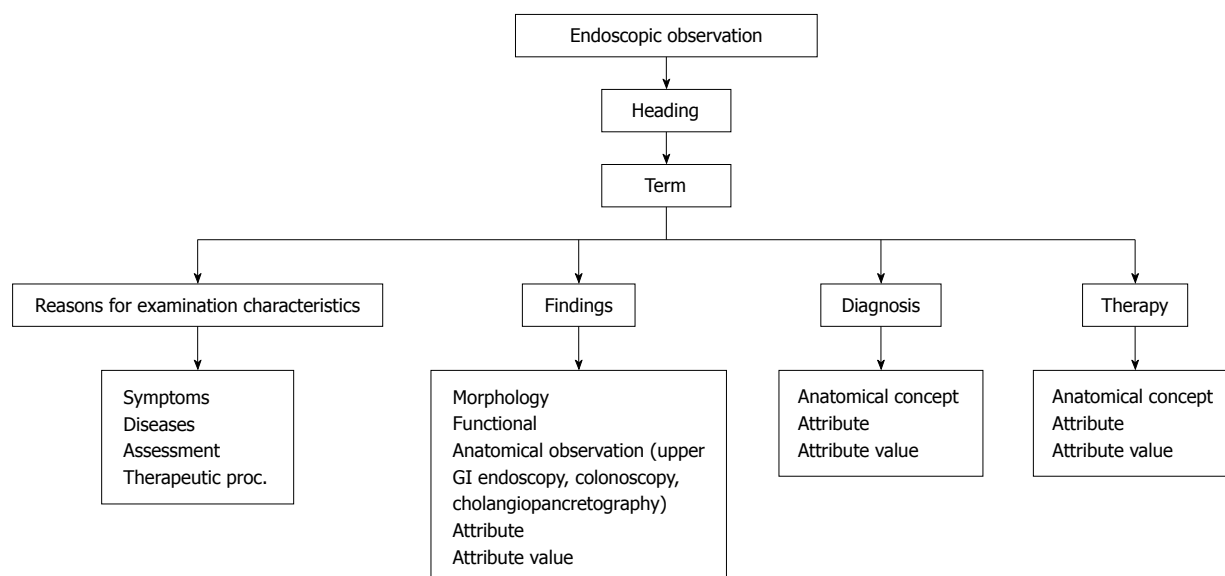 Endoscopic observation
Heading
Term
Reasons for examination characteristics
Findings
Diagnosis
Therapy
Symptoms
Diseases
Assessment
Therapeutic proc.
Morphology
Functional
Anatomical observation (upper
GI endoscopy, colonoscopy,
cholangiopancretography)
Attribute
Attribute value
Anatomical concept
Attribute
Attribute value
Anatomical concept
Attribute
Attribute value